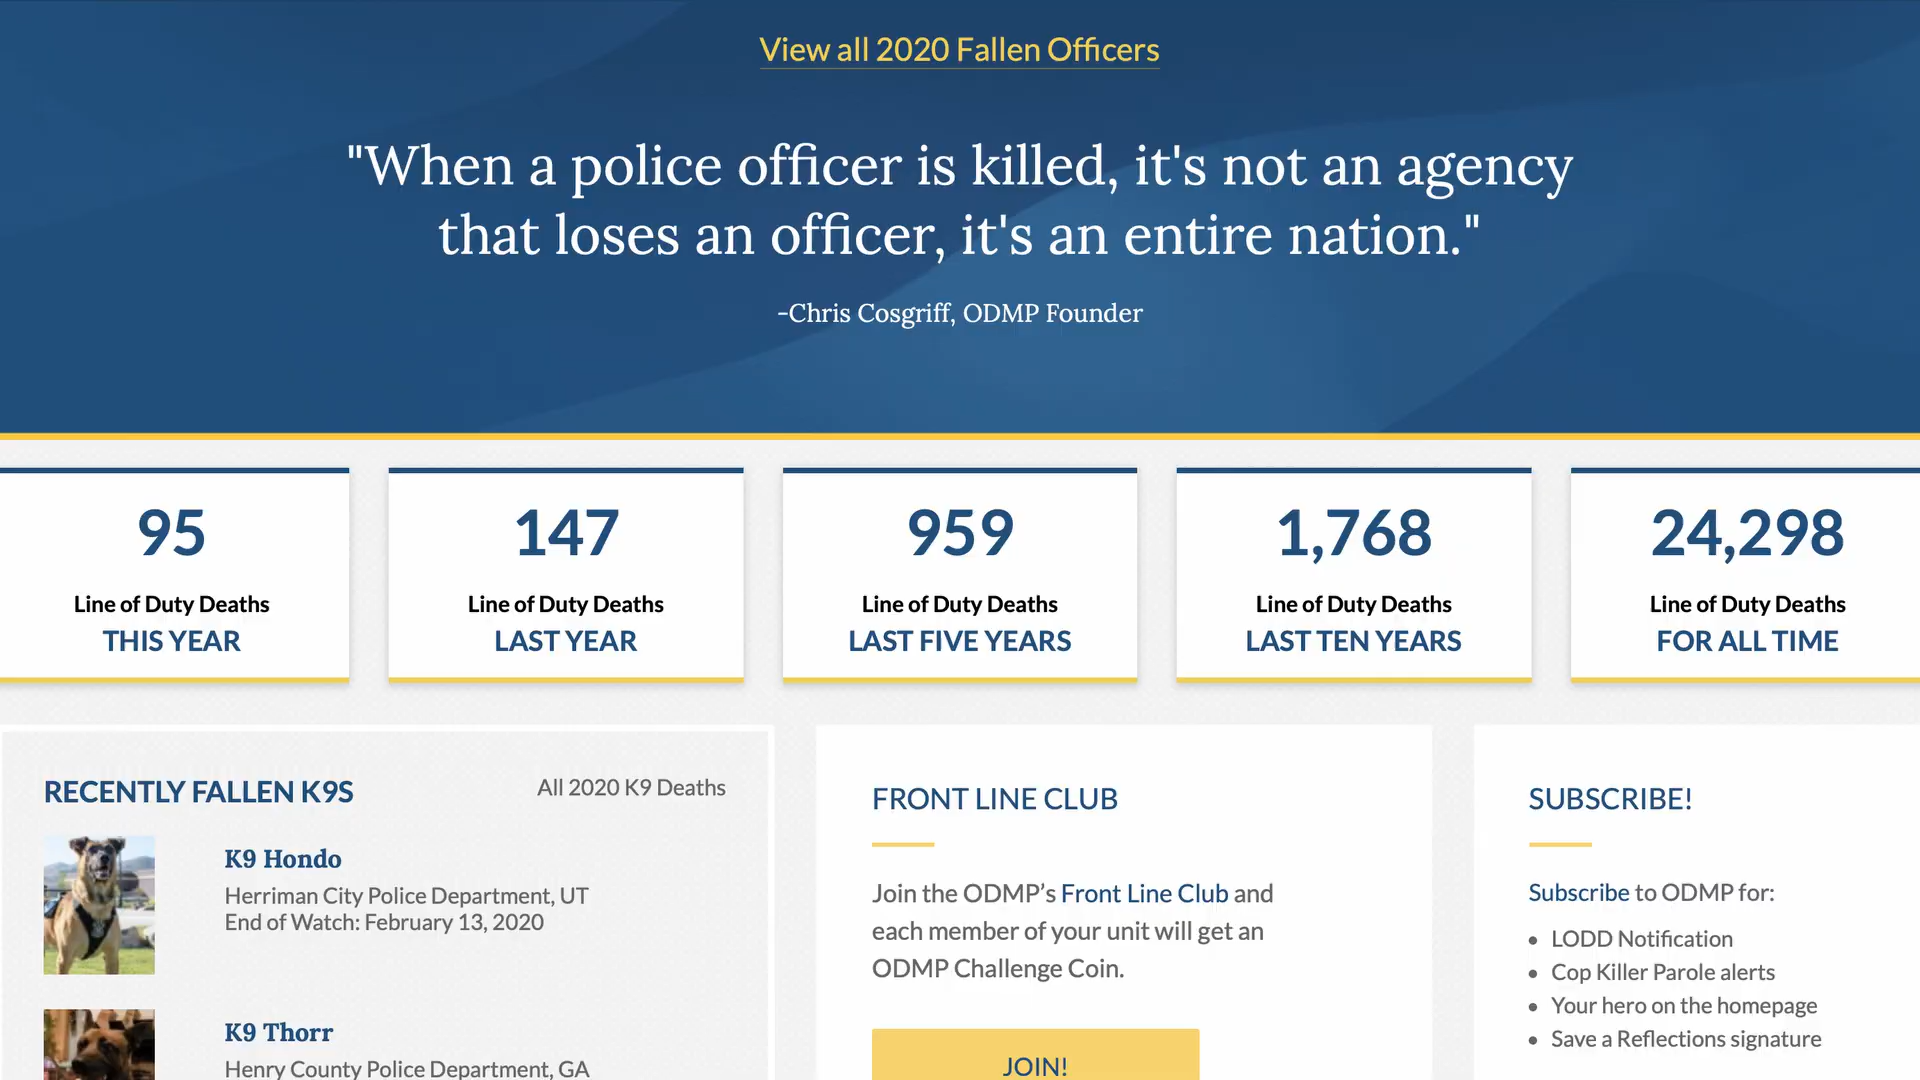 View all 2020 Fallen Officers
"When a police officer is killed, it's not an agency
that loses an officer, it's an entire nation."
-Chris Cosgriff, ODMP Founder
95
Line of Duty Deaths
THIS YEAR
147
Line of Duty Deaths
LAST YEAR
959
Line of Duty Deaths
LAST FIVE YEARS
1,768
Line of Duty Deaths
LAST TEN YEARS
24,298
Line of Duty Deaths
FOR ALL TIME
RECENTLY FALLEN K9S
All 2020 K9 Deaths
K9 Hondo
Herriman City Police Department, UT
End of Watch: February 13, 2020
K9 Thorr
Henry County Police Department, GA
FRONT LINE CLUB
Join the ODMP’s Front Line Club and
each member of your unit will get an
ODMP Challenge Coin.
JOIN!
SUBSCRIBE!
Subscribe to ODMP for:
• LODD Notification
• Cop Killer Parole alerts
• Your hero on the homepage
• Save a Reflections signature